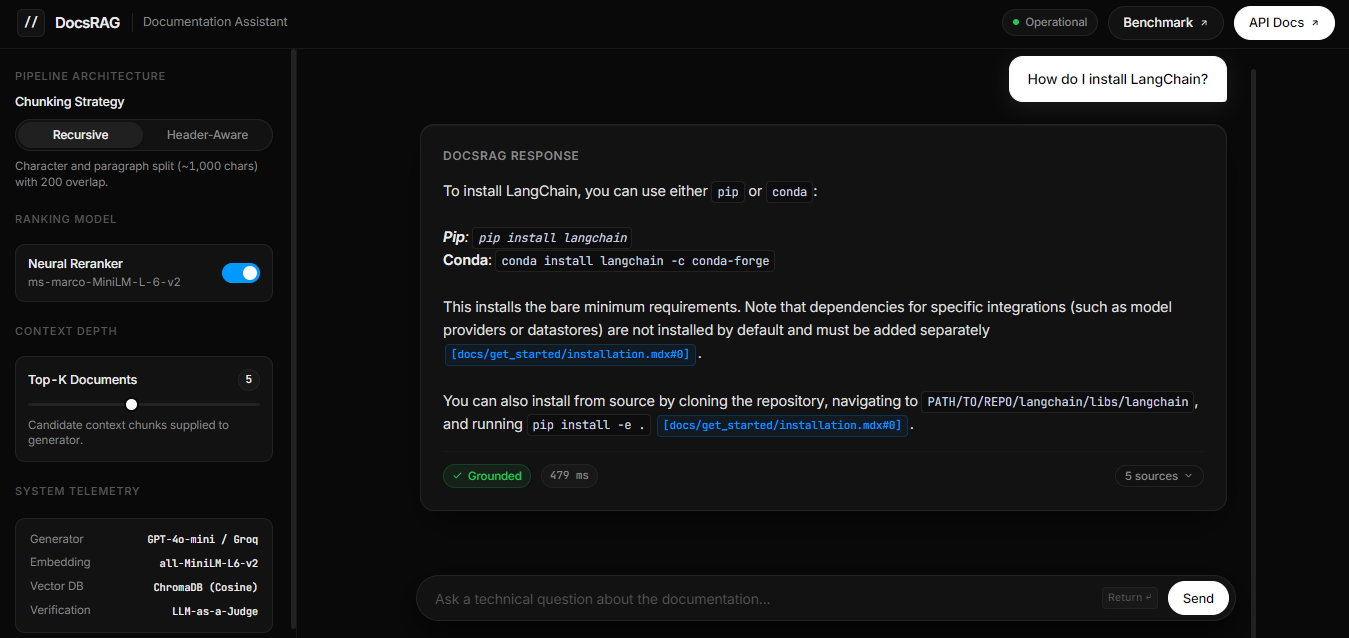 // DocsRAG Documentation Assistant Operational Benchmark ↗ API Docs ↗
PIPELINE ARCHITECTURE
Chunking Strategy
Recursive Header-Aware
Character and paragraph split (~1,000 chars)
with 200 overlap.
RANKING MODEL
Neural Reranker
ms-marco-MiniLM-L-6-v2
CONTEXT DEPTH
Top-K Documents 5
Candidate context chunks supplied to
generator.
SYSTEM TELEMETRY
Generator GPT-4o-mini / Groq
Embedding all-MiniLM-L6-v2
Vector DB ChromaDB (Cosine)
Verification LLM-as-a-Judge
How do I install LangChain?
DOCSRAG RESPONSE
To install LangChain, you can use either pip or conda:
Pip: pip install langchain
Conda: conda install langchain -c conda-forge
This installs the bare minimum requirements. Note that dependencies for specific integrations (such as model
providers or datastores) are not installed by default and must be added separately
[docs/get_started/installation.mdx#0].
You can also install from source by cloning the repository, navigating to PATH/TO/REPO/langchain/libs/langchain,
and running pip install -e . [docs/get_started/installation.mdx#0].
✓ Grounded 479 ms 5 sources
Ask a technical question about the documentation... Return ↵ Send